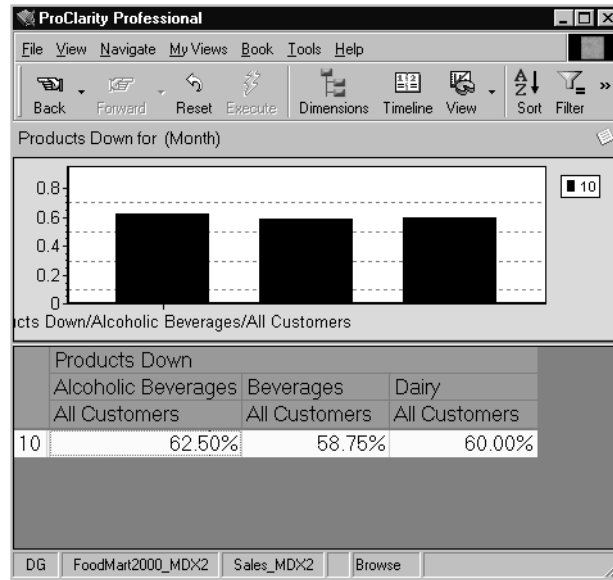 ProClarity Professional
File View Navigate My Views Book Tools Help
Back Forward Reset Execute Dimensions Timeline View Sort Filter »
Products Down for (Month)
0.8
0.6
0.4
0.2
0
10
cts Down/Alcoholic Beverages/All Customers
Products Down
Alcoholic Beverages Beverages Dairy
All Customers All Customers All Customers
10 62.50% 58.75% 60.00%
DG FoodMart2000_MDX2 Sales_MDX2 Browse